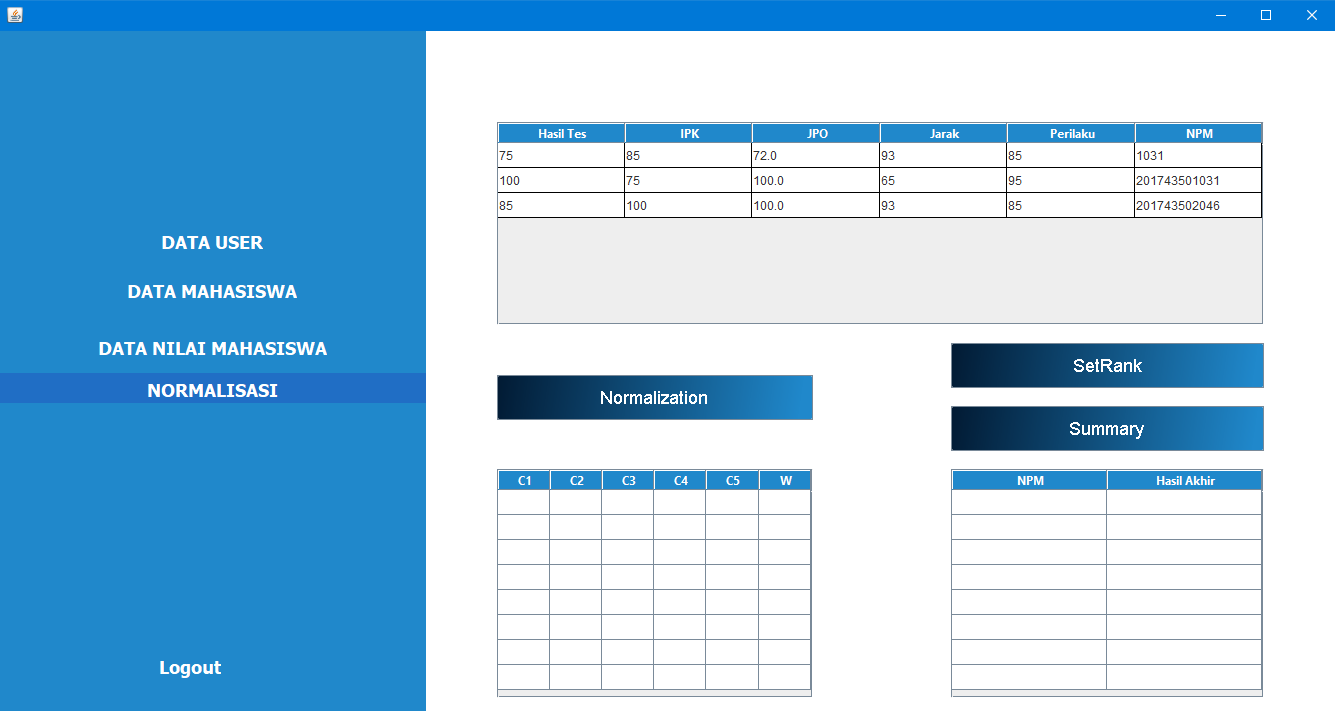 Hasil Tes IPK JPO Jarak Perilaku NPM
75 85 72.0 93 85 1031
100 75 100.0 65 95 201743501031
85 100 100.0 93 85 201743502046
DATA USER
DATA MAHASISWA
DATA NILAI MAHASISWA
NORMALISASI
Logout
Normalization
SetRank
Summary
C1 C2 C3 C4 C5 W
NPM Hasil Akhir